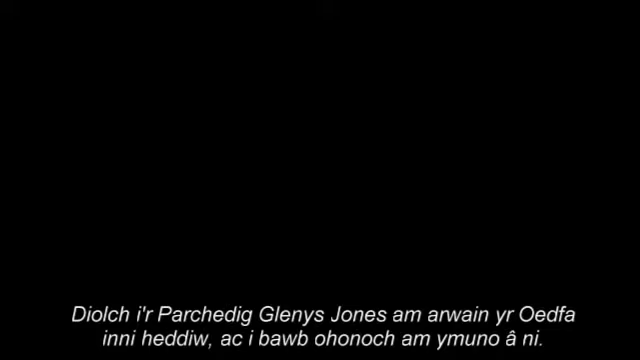 Diolch i'r Parchedig Glenys Jones am arwain yr Oedfa
inni heddiw, ac i bawb ohonoch am ymuno â ni.